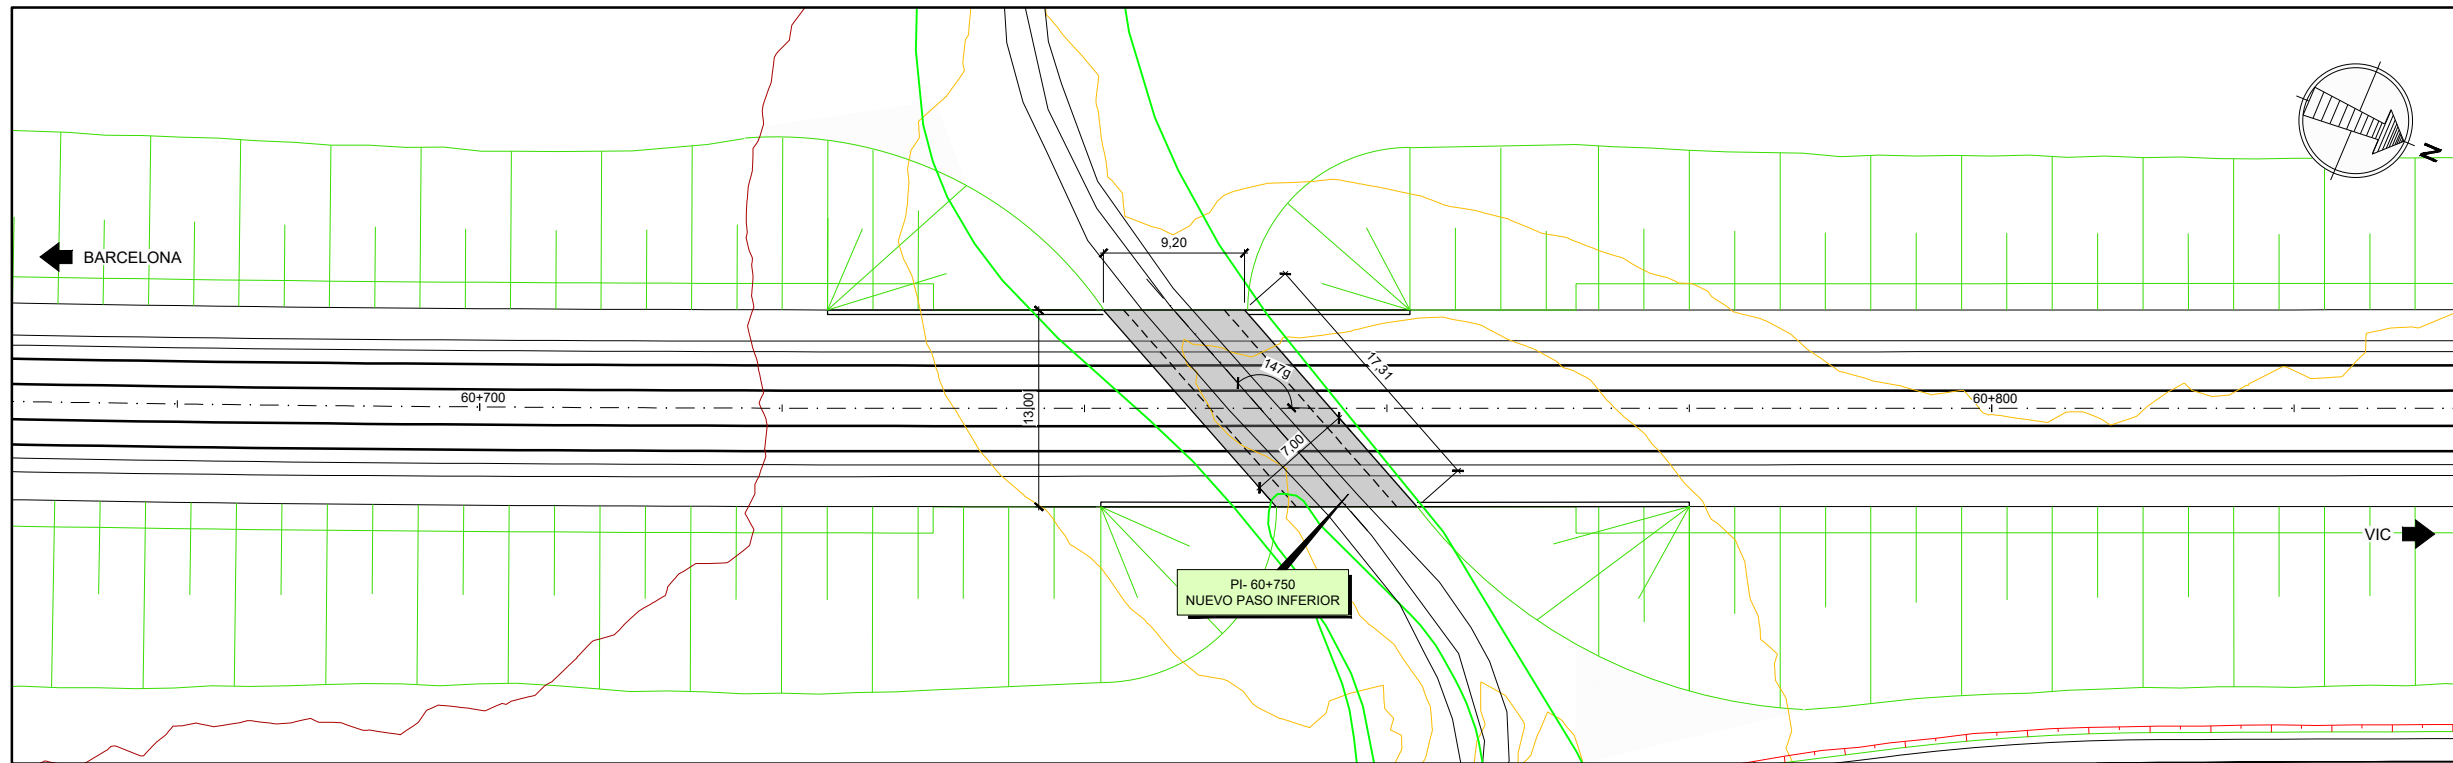 N
9,20
BARCELONA
17,31
147g
60+700
60+800
13,00
7,00
VIC
PI- 60+750
NUEVO PASO INFERIOR